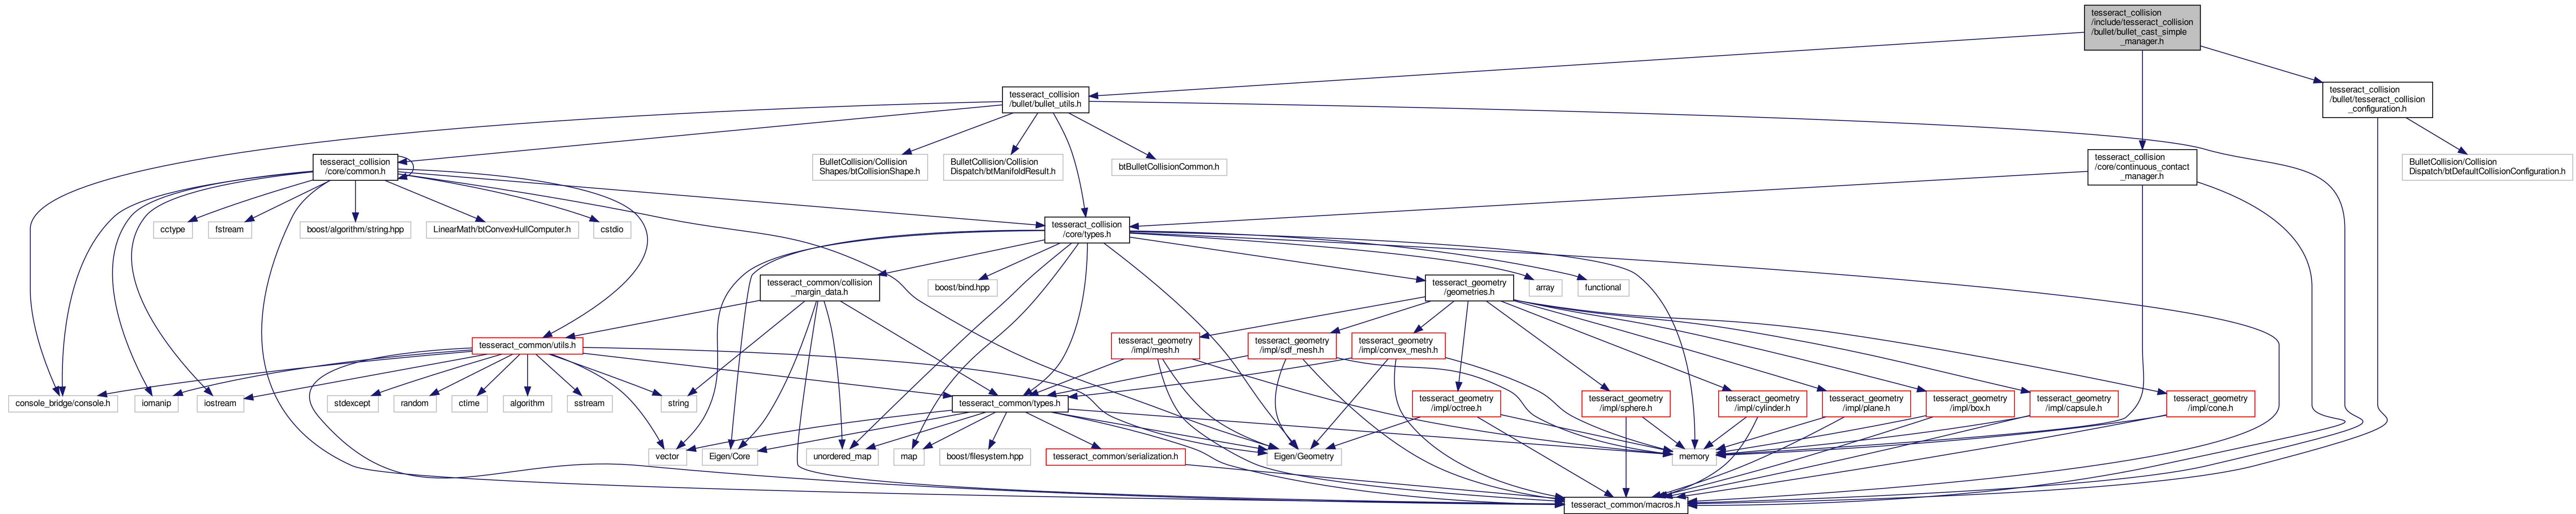 tesseract_collision
/include/tesseract_collision
/bullet/bullet_cast_simple
_manager.h
tesseract_collision
/bullet/bullet_utils.h
tesseract_collision
/bullet/tesseract_collision
_configuration.h
tesseract_collision
/core/common.h
BulletCollision/Collision
Shapes/btCollisionShape.h
BulletCollision/Collision
Dispatch/btManifoldResult.h
btBulletCollisionCommon.h
tesseract_collision
/core/continuous_contact
_manager.h
BulletCollision/Collision
Dispatch/btDefaultCollisionConfiguration.h
cctype
fstream
boost/algorithm/string.hpp
LinearMath/btConvexHullComputer.h
cstdio
tesseract_collision
/core/types.h
tesseract_common/collision
_margin_data.h
boost/bind.hpp
tesseract_geometry
/geometries.h
array
functional
tesseract_common/utils.h
tesseract_geometry
/impl/mesh.h
tesseract_geometry
/impl/sdf_mesh.h
tesseract_geometry
/impl/convex_mesh.h
console_bridge/console.h
iomanip
iostream
stdexcept
random
ctime
algorithm
sstream
string
tesseract_common/types.h
tesseract_geometry
/impl/octree.h
tesseract_geometry
/impl/sphere.h
tesseract_geometry
/impl/cylinder.h
tesseract_geometry
/impl/plane.h
tesseract_geometry
/impl/box.h
tesseract_geometry
/impl/capsule.h
tesseract_geometry
/impl/cone.h
vector
Eigen/Core
unordered_map
map
boost/filesystem.hpp
tesseract_common/serialization.h
Eigen/Geometry
memory
tesseract_common/macros.h